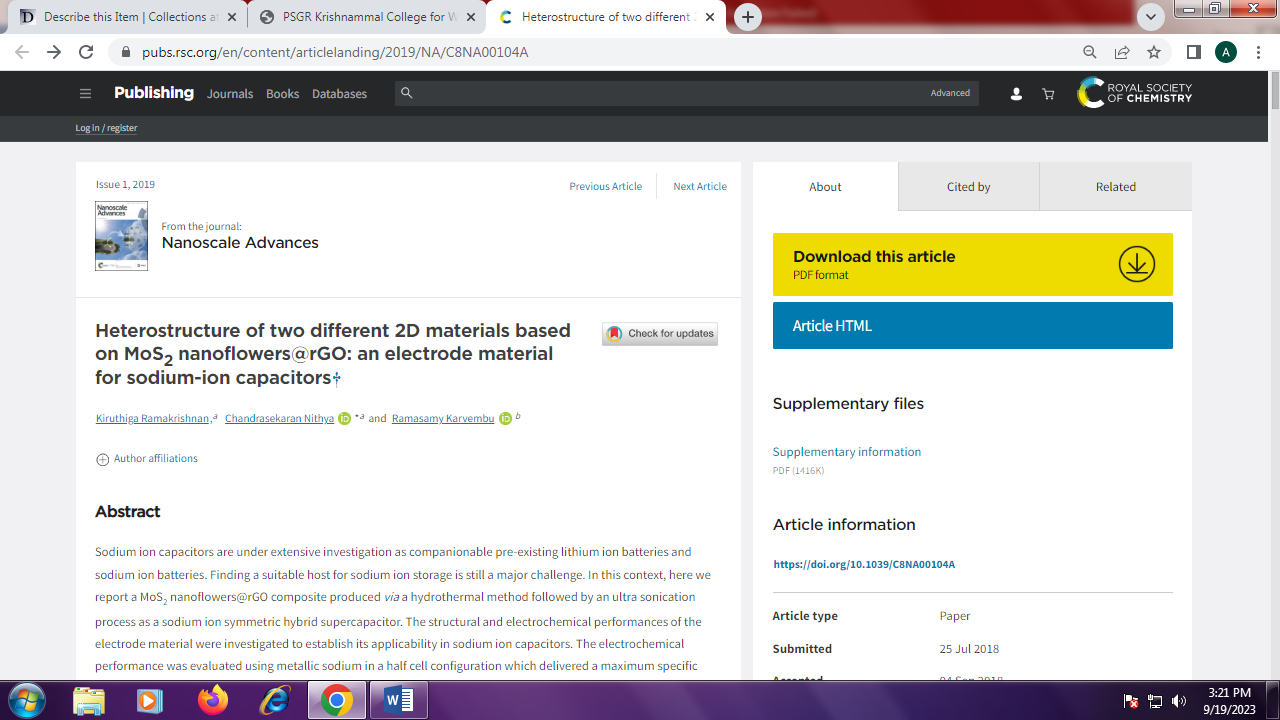 Describe this Item | Collections at
PSGR Krishnammal College for W
Heterostructure of two different 2
pubs.rsc.org/en/content/articlelanding/2019/NA/C8NA00104A
A
Publishing Journals Books Databases
Advanced
ROYAL SOCIETY
OF CHEMISTRY
Log in / register
Issue 1, 2019
Previous Article
Next Article
Nanoscale
Advances
From the journal:
Nanoscale Advances
Heterostructure of two different 2D materials based
on MoS2 nanoflowers@rGO: an electrode material
for sodium-ion capacitors†
Check for updates
Kiruthiga Ramakrishnan,a Chandrasekaran Nithya iD *a and Ramasamy Karvembu iD b
Author affiliations
Abstract
Sodium ion capacitors are under extensive investigation as companionable pre-existing lithium ion batteries and
sodium ion batteries. Finding a suitable host for sodium ion storage is still a major challenge. In this context, here we
report a MoS2 nanoflowers@rGO composite produced via a hydrothermal method followed by an ultra sonication
process as a sodium ion symmetric hybrid supercapacitor. The structural and electrochemical performances of the
electrode material were investigated to establish its applicability in sodium ion capacitors. The electrochemical
performance was evaluated using metallic sodium in a half cell configuration which delivered a maximum specific
About
Cited by
Related
Download this article
PDF format
Article HTML
Supplementary files
Supplementary information
PDF (1416K)
Article information
https://doi.org/10.1039/C8NA00104A
Article type Paper
Submitted 25 Jul 2018
Accepted 04 Sep 2018
3:21 PM
9/19/2023